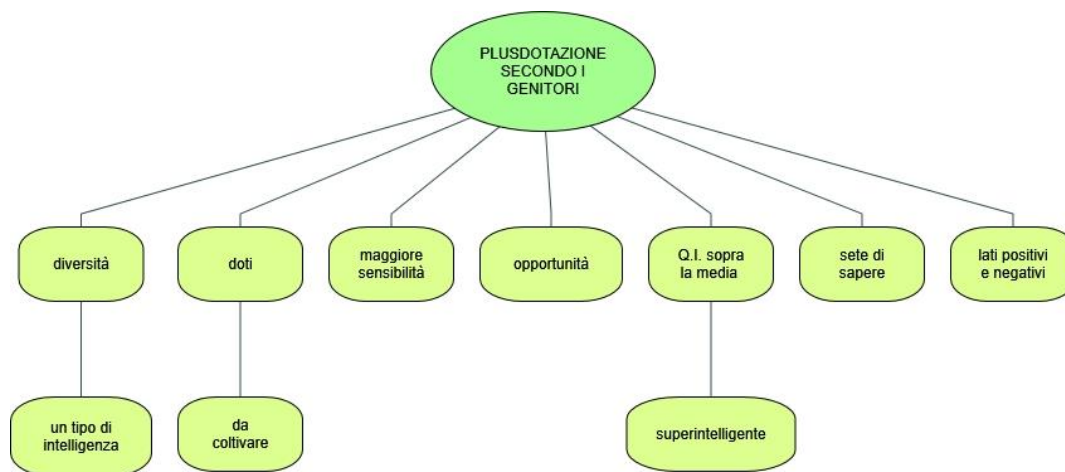 PLUSDOTAZIONE
SECONDO I
GENITORI
diversità
doti
maggiore
sensibilità
opportunità
Q.I. sopra
la media
sete di
sapere
lati positivi
e negativi
un tipo di
intelligenza
da
coltivare
superintelligente